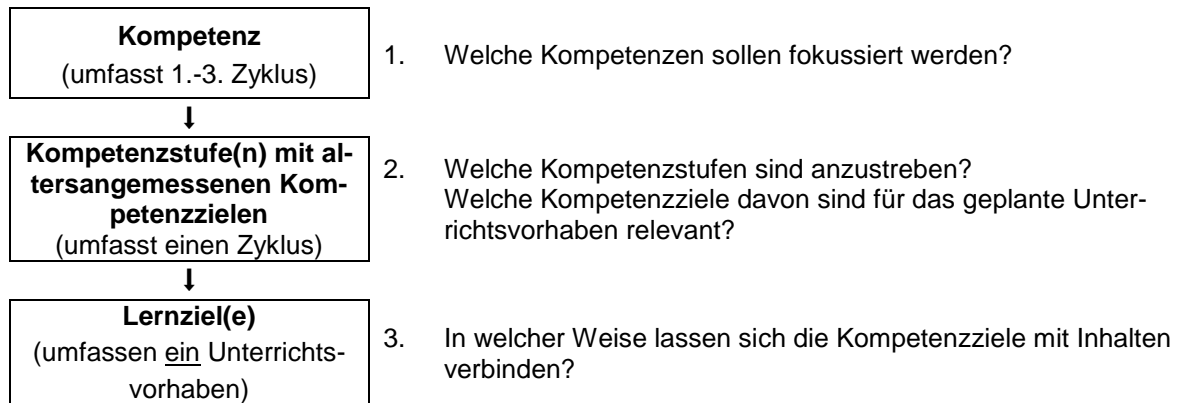 Kompetenz
(umfasst 1.-3. Zyklus)
1. Welche Kompetenzen sollen fokussiert werden?
Kompetenzstufe(n) mit al-
tersangemessenen Kom-
petenzzielen
(umfasst einen Zyklus)
2. Welche Kompetenzstufen sind anzustreben?
Welche Kompetenzziele davon sind für das geplante Unter-
richtsvorhaben relevant?
Lernziel(e)
(umfassen ein Unterrichts-
vorhaben)
3. In welcher Weise lassen sich die Kompetenzziele mit Inhalten
verbinden?